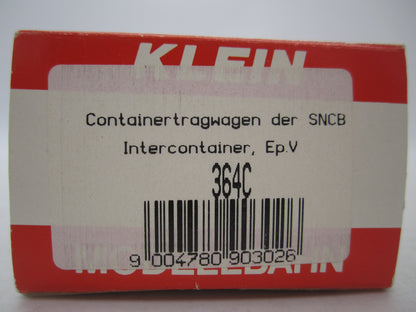 KLEIN
Containertragwagen der SNCB
Intercontainer, Ep.V
364C
9 004780 903026
MODELLBAHN